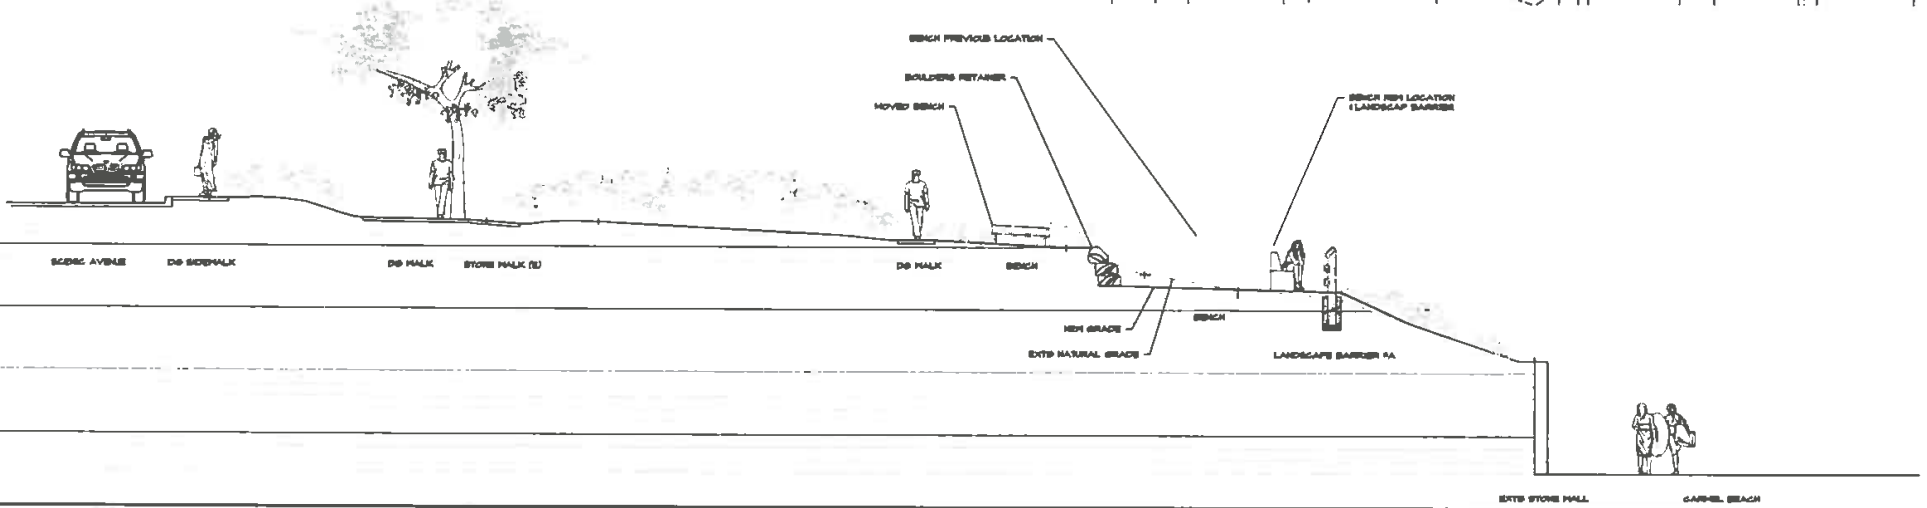 BENCH PREVIOUS LOCATION
BOULDERS RETAINER
MOVED BENCH
BENCH NEW LOCATION
LANDSCAP BARRIER
SCENIC AVENUE
DG SIDEWALK
DG WALK
STONE WALK (E)
DG WALK
BENCH
NEW GRADE
BENCH
EXTG NATURAL GRADE
LANDSCAPE BARRIER
EXTG STONE WALL
CARMEL BEACH